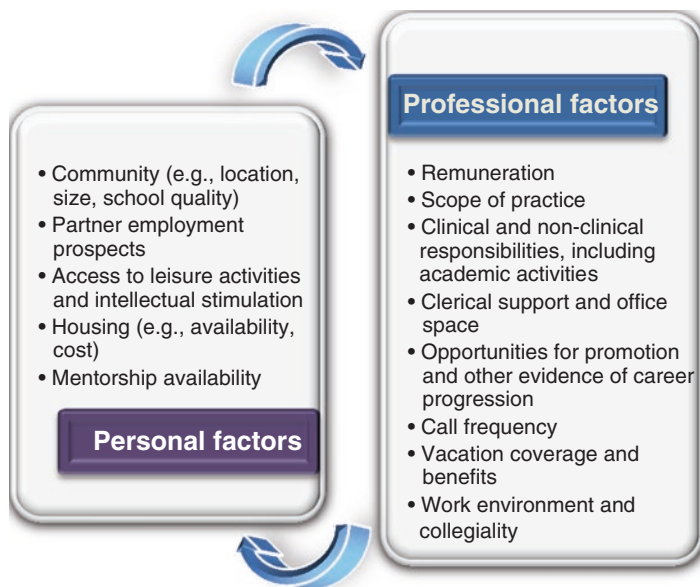 • Community (e.g., location,
size, school quality)
• Partner employment
prospects
• Access to leisure activities
and intellectual stimulation
• Housing (e.g., availability,
cost)
• Mentorship availability
Personal factors
Professional factors
• Remuneration
• Scope of practice
• Clinical and non-clinical
responsibilities, including
academic activities
• Clerical support and office
space
• Opportunities for promotion
and other evidence of career
progression
• Call frequency
• Vacation coverage and
benefits
• Work environment and
collegiality